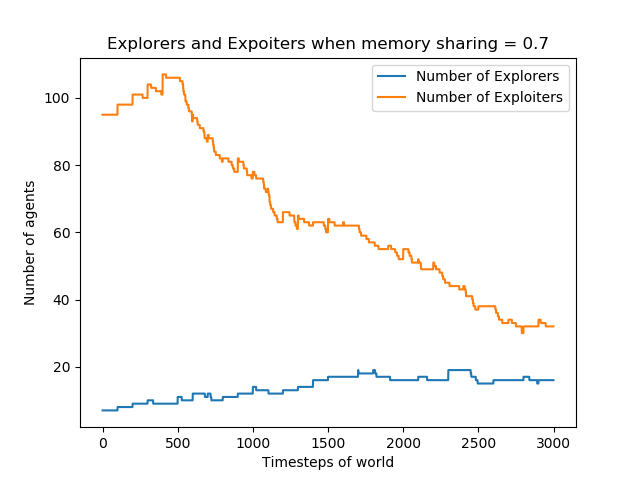 Explorers and Expoiters when memory sharing = 0.7
Number of Explorers
Number of Exploiters
Number of agents
100
80
60
40
20
0 500 1000 1500 2000 2500 3000
Timesteps of world